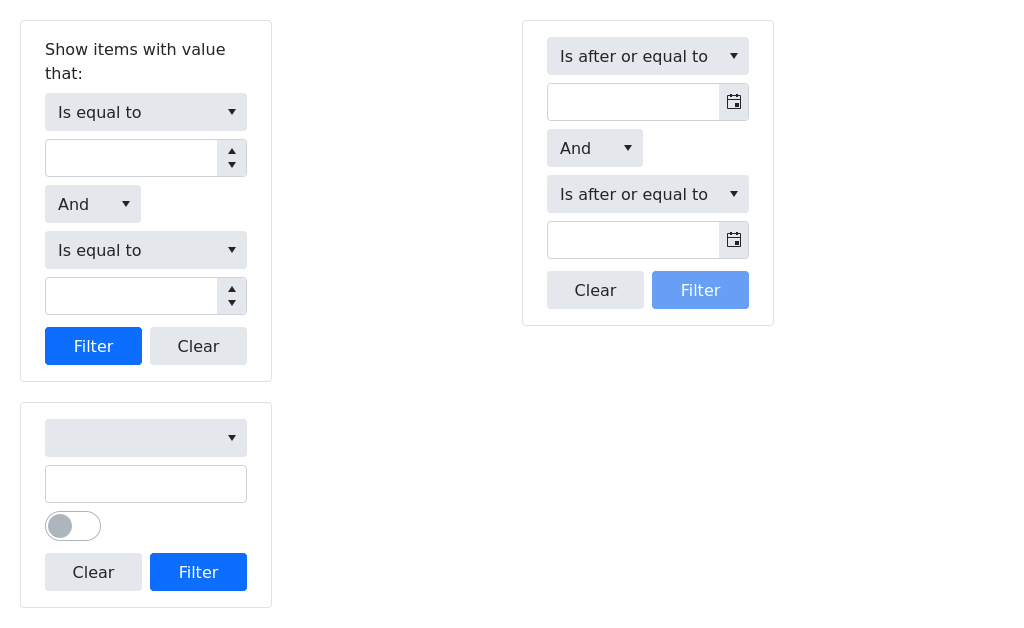 Show items with value
that:
Is equal to
And
Is equal to
Filter Clear
Is after or equal to
And
Is after or equal to
Clear Filter
Clear Filter